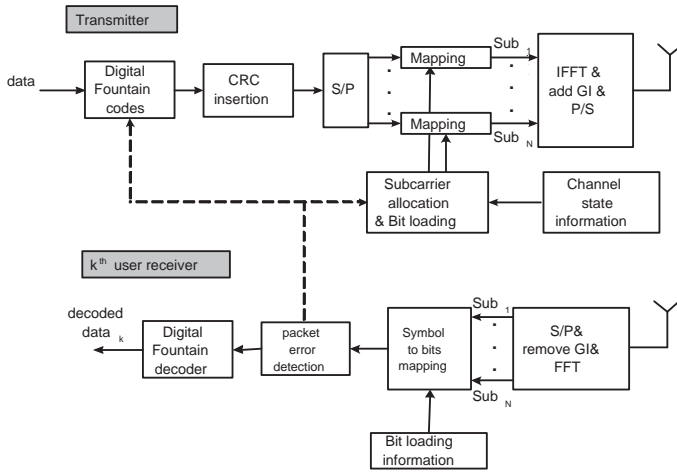 Transmitter
data
Digital
Fountain
codes
CRC
insertion
S/P
Mapping
Mapping
Sub 1
Sub N
IFFT &
add GI &
P/S
Subcarrier
allocation
& Bit loading
Channel
state
information
kth user receiver
decoded
data k
Digital
Fountain
decoder
packet
error
detection
Symbol
to bits
mapping
Sub 1
Sub N
S/P&
remove GI&
FFT
Bit loading
information